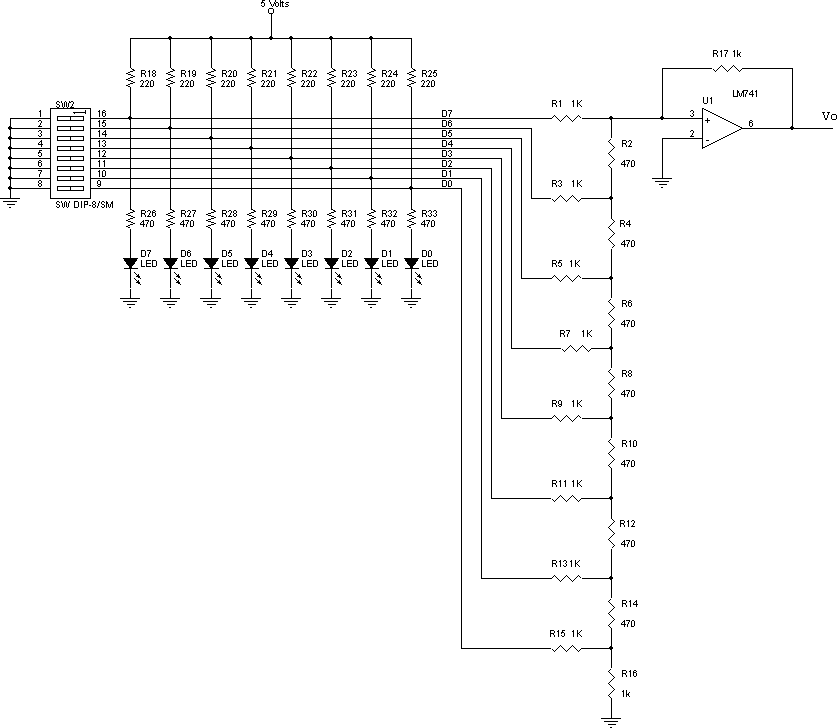 5 Volts
R18 R19 R20 R21 R22 R23 R24 R25
220 220 220 220 220 220 220 220
R17 1k
LM741
U1
Vo
3
+
2
-
6
SW2
1 16
2 15
3 14
4 13
5 12
6 11
7 10
8 9
SW DIP-8/SM
D7
D6
D5
D4
D3
D2
D1
D0
R26 R27 R28 R29 R30 R31 R32 R33
470 470 470 470 470 470 470 470
D7 D6 D5 D4 D3 D2 D1 D0
LED LED LED LED LED LED LED LED
R1 1K
R2
470
R3 1K
R4
470
R5 1K
R6
470
R7 1K
R8
470
R9 1K
R10
470
R11 1K
R12
470
R13 1K
R14
470
R15 1K
R16
1k